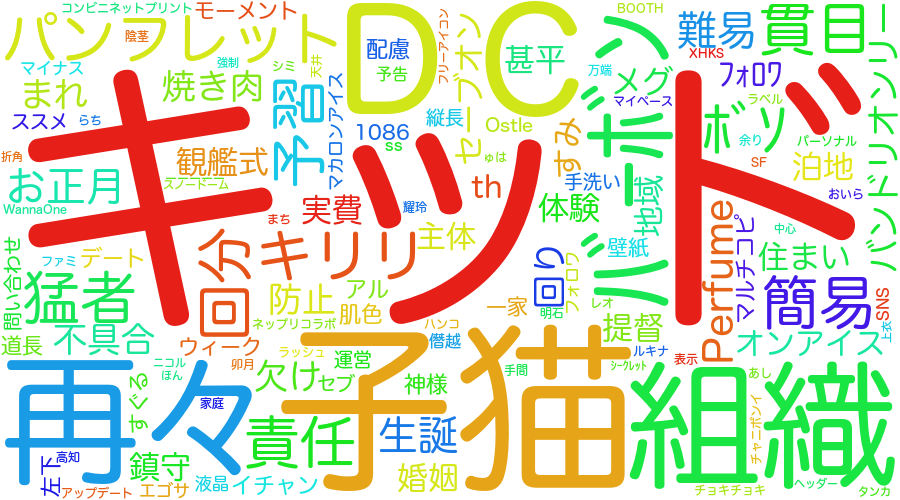 コンビニネットプリント
モーメント
BOOTH
パンフレット
陰茎
DC
配慮
フリーアイコン
セーブオン
甚平
難易
貫目
マイナス
強制
シミ
天井
予告
万端
XHKS
まれ
焼き肉
予習
マカロンアイス
メグ
フォロワ
マイペース
ラベル
バンドリオンリー
ススメ
らち
1086
縦長
Ostle
ss
ゅは
すみ
ボン
余り
パーソナル
折角
観艦式
キッド
手洗い
地域
バーボン
SF
泊地
おいら
お正月
スノードーム
WannaOne
耀玲
th
体験
まち
実費
Perfume
マルチコピ
中心
住まい
問い合わせ
ファミ
デート
回分
キリリ
主体
回り
壁紙
フォロワ
猛者
防止
アル
肌色
一家
レオ
明石
提督
簡易
SNS
上衣
道長
不具合
ウィーク
ネップリコラボ
ハンコ
僭越
ルキナ
表示
オンアイス
再々
ニコル
ほん
卯月
ラッシュ
運営
子猫
手間
シークレット
あし
組織
すぐる
家庭
欠け
セブ
神様
責任
生誕
チャニボンイ
左下
高知
鎮守
アップデート
エゴサ
液晶
イチャン
婚姻
チョキチョキ
ヘッダー
タンカ